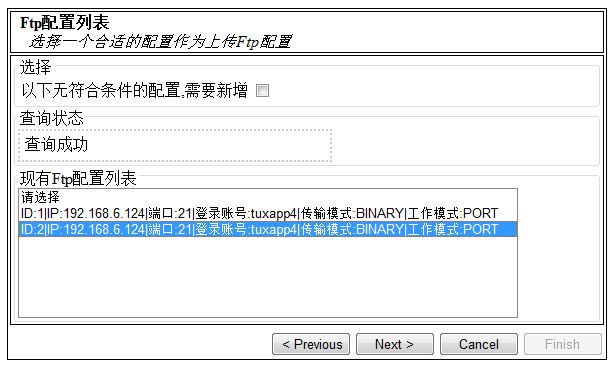 Ftp配置列表
选择一个合适的配置作为上传Ftp配置
选择
以下无符合条件的配置,需要新增
查询状态
查询成功
现有Ftp配置列表
请选择
ID:1|IP:192.168.6.124|端口:21|登录账号:tuxapp4|传输模式:BINARY|工作模式:PORT
ID:2|IP:192.168.6.124|端口:21|登录账号:tuxapp4|传输模式:BINARY|工作模式:PORT
< Previous Next > Cancel Finish